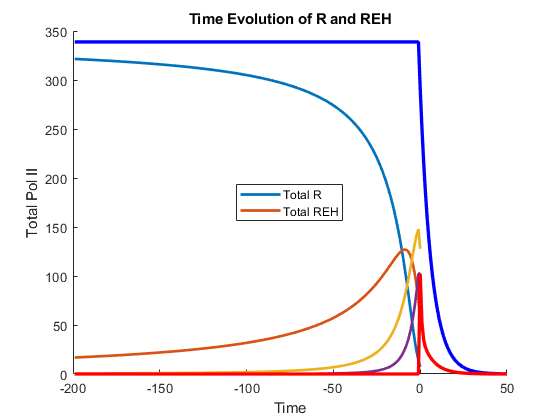 Time Evolution of R and REH
350
300
250
200
150
100
50
0
Total Pol II
Total R
Total REH
-200 -150 -100 -50 0 50
Time